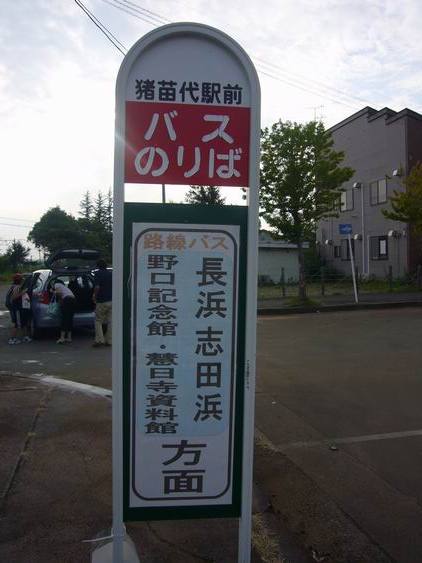 猪苗代駅前
バス
のりば
路線バス
長浜 志田浜
野口記念館・慧日寺資料館
方面